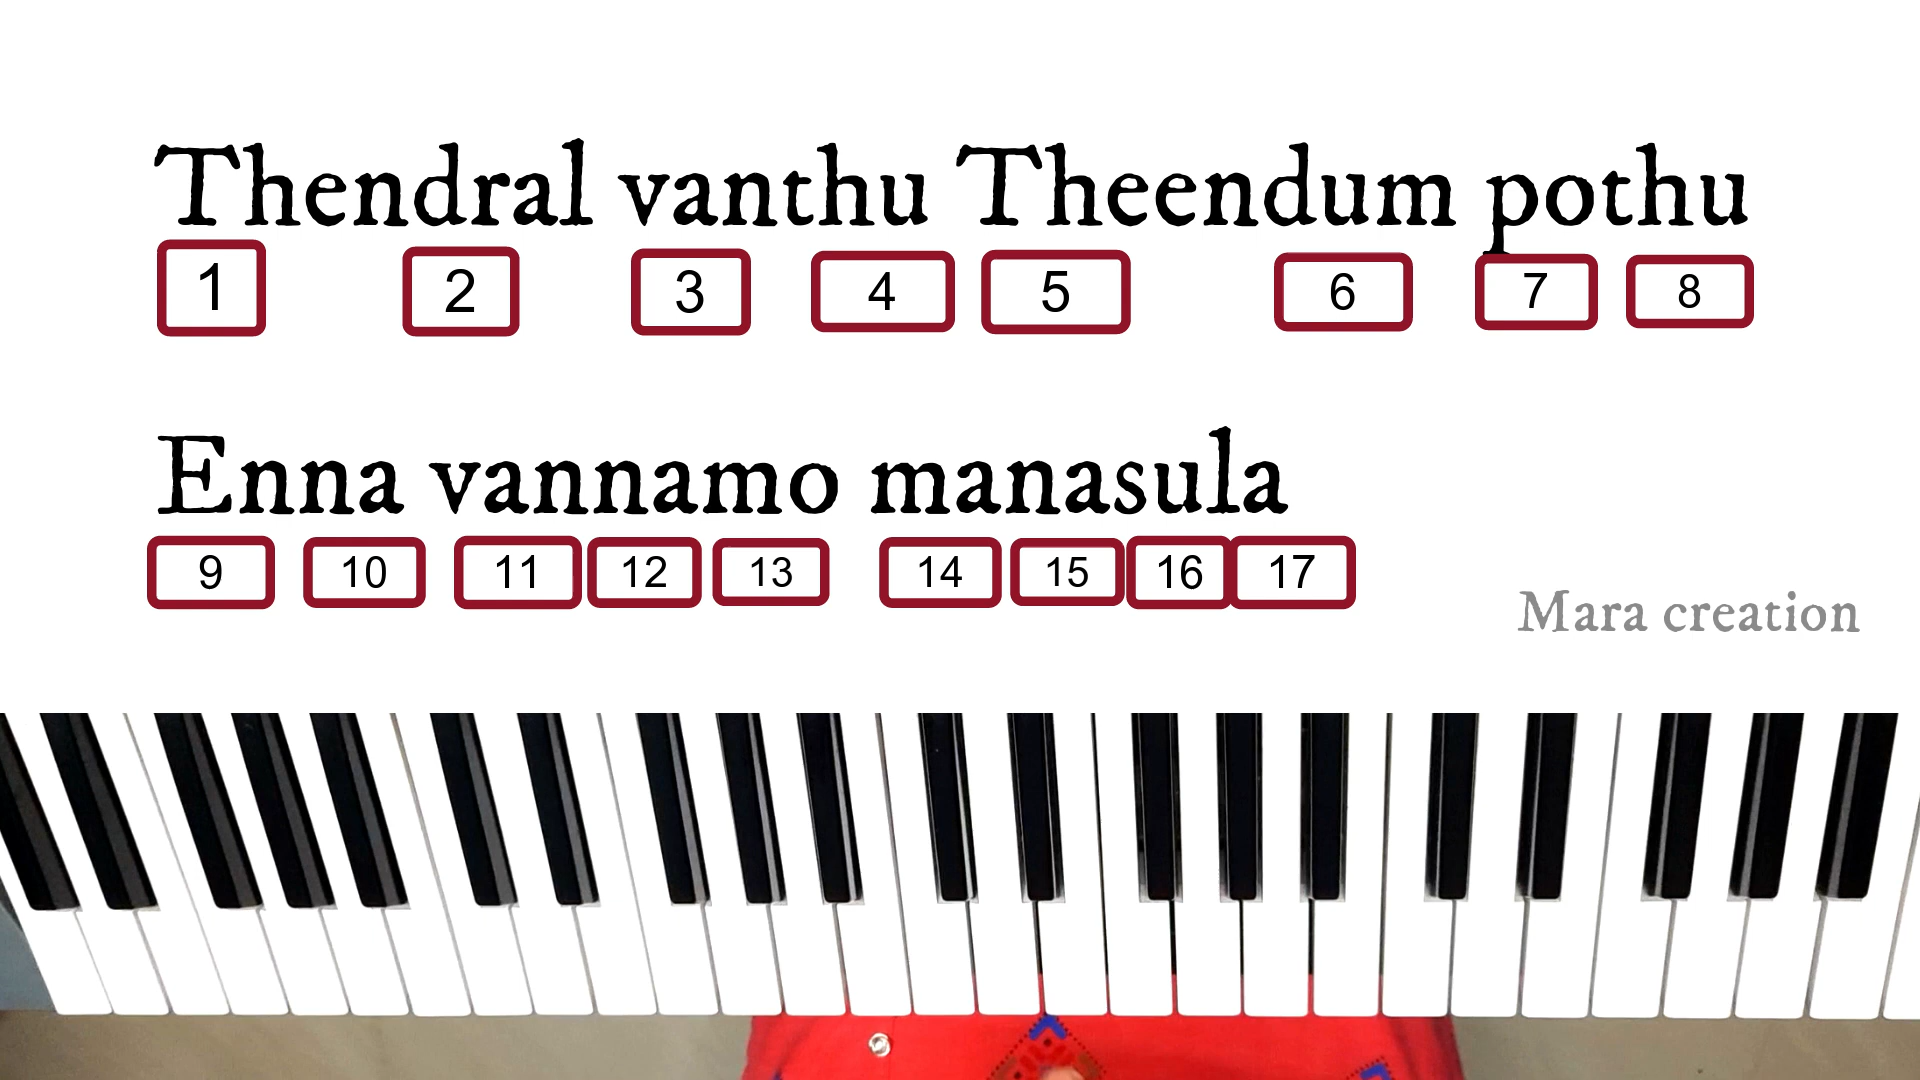 Thendral vanthu Theendum pothu
1 2 3 4 5 6 7 8
Enna vannamo manasula
9 10 11 12 13 14 15 16 17
Mara creation